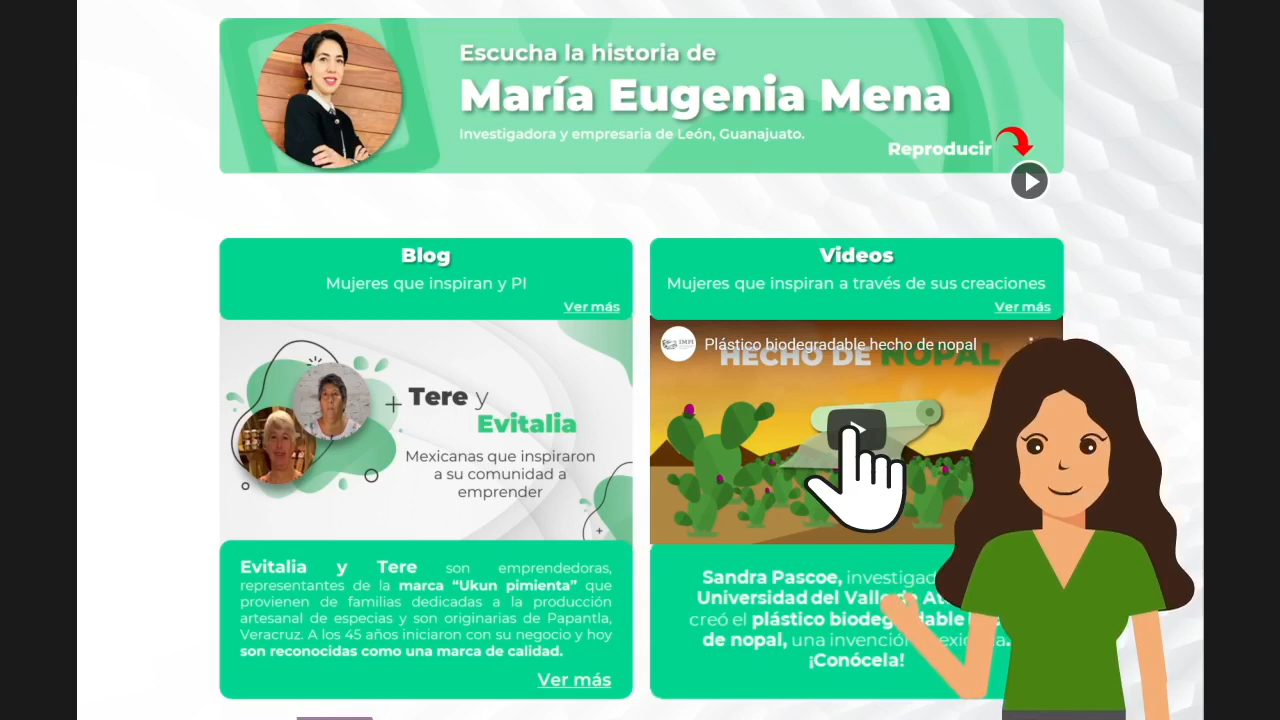 Escucha la historia de
María Eugenia Mena
Investigadora y empresaria de León, Guanajuato.
Reproducir
Blog
Mujeres que inspiran y PI
Ver más
Tere y
Evitalia
Mexicanas que inspiraron
a su comunidad a
emprender
Evitalia y Tere son emprendedoras,
representantes de la marca “Ukun pimienta” que
provienen de familias dedicadas a la producción
artesanal de especias y son originarias de Papantla,
Veracruz. A los 45 años iniciaron con su negocio y hoy
son reconocidas como una marca de calidad.
Ver más
Videos
Mujeres que inspiran a través de sus creaciones
Ver más
IMPI
Plástico biodegradable hecho de nopal
HECHO DE NOPAL
Sandra Pascoe,
Universidad del Valle de
creó el plástico biodegradable
de nopal, una invención
¡Conócela!